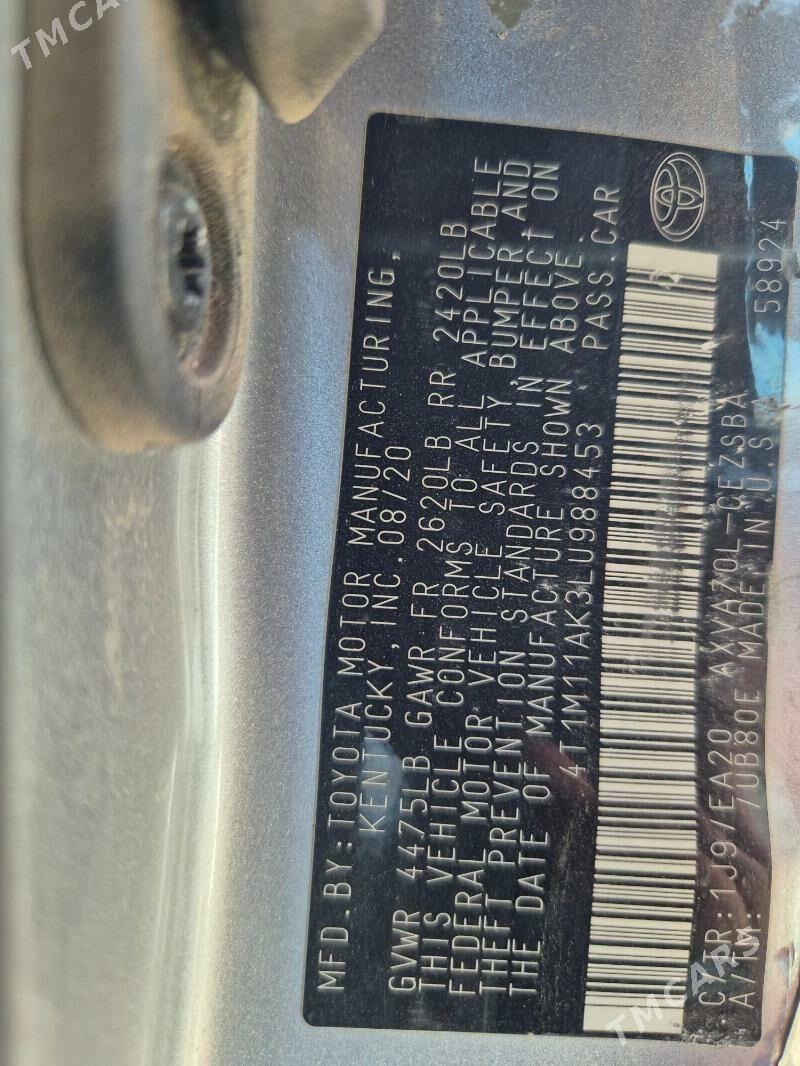 MFD.BY:TOYOTA MOTOR MANUFACTURING,
KENTUCKY,INC.08/20
GVWR 4475LB GAWR FR 2620LB RR 2420LB
THIS VEHICLE CONFORMS TO ALL APPLICABLE
FEDERAL MOTOR VEHICLE SAFETY, BUMPER,AND
THEFT PREVENTION STANDARDS IN EFFECT ON
THE DATE OF MANUFACTURE SHOWN ABOVE.
4T1M11AK3LU988453 PASS.CAR
C/TR:1J9/EA20 AXVA70L-CEZSBA
A/TM: /UB80E MADE IN U.S.
58924
TMCARS
TMCARS